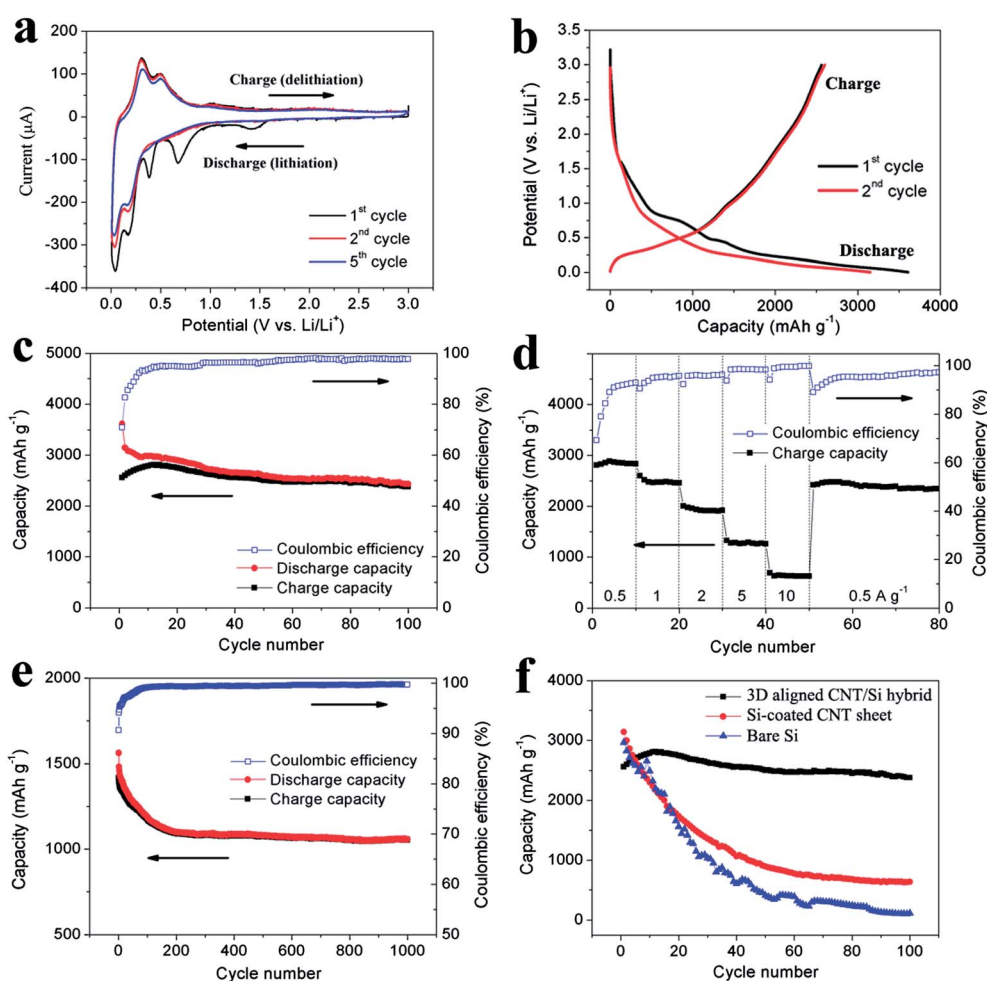 a
200
100
0
-100
-200
-300
-400
Current (μA)
Charge (delithiation)
Discharge (lithiation)
1st cycle
2nd cycle
5th cycle
0.0 0.5 1.0 1.5 2.0 2.5 3.0
Potential (V vs. Li/Li+)
b
4.0
3.5
3.0
2.5
2.0
1.5
1.0
0.5
0.0
Potential (V vs. Li/Li+)
Charge
1st cycle
2nd cycle
Discharge
0 1000 2000 3000 4000
Capacity (mAh g-1)
c
5000
4000
3000
2000
1000
0
Capacity (mAh g-1)
Coulombic efficiency
Discharge capacity
Charge capacity
100
80
60
40
20
0
Coulombic efficiency (%)
0 20 40 60 80 100
Cycle number
d
5000
4000
3000
2000
1000
0
Capacity (mAh g-1)
Coulombic efficiency
Charge capacity
0.5 1 2 5 10 0.5 A g-1
100
80
60
40
20
0
Coulombic efficiency (%)
0 20 40 60 80
Cycle number
e
2000
1500
1000
500
Capacity (mAh g-1)
Coulombic efficiency
Discharge capacity
Charge capacity
100
90
80
70
60
50
Coulombic efficiency (%)
0 200 400 600 800 1000
Cycle number
f
4000
3000
2000
1000
0
Capacity (mAh g-1)
3D aligned CNT/Si hybrid
Si-coated CNT sheet
Bare Si
0 20 40 60 80 100
Cycle number